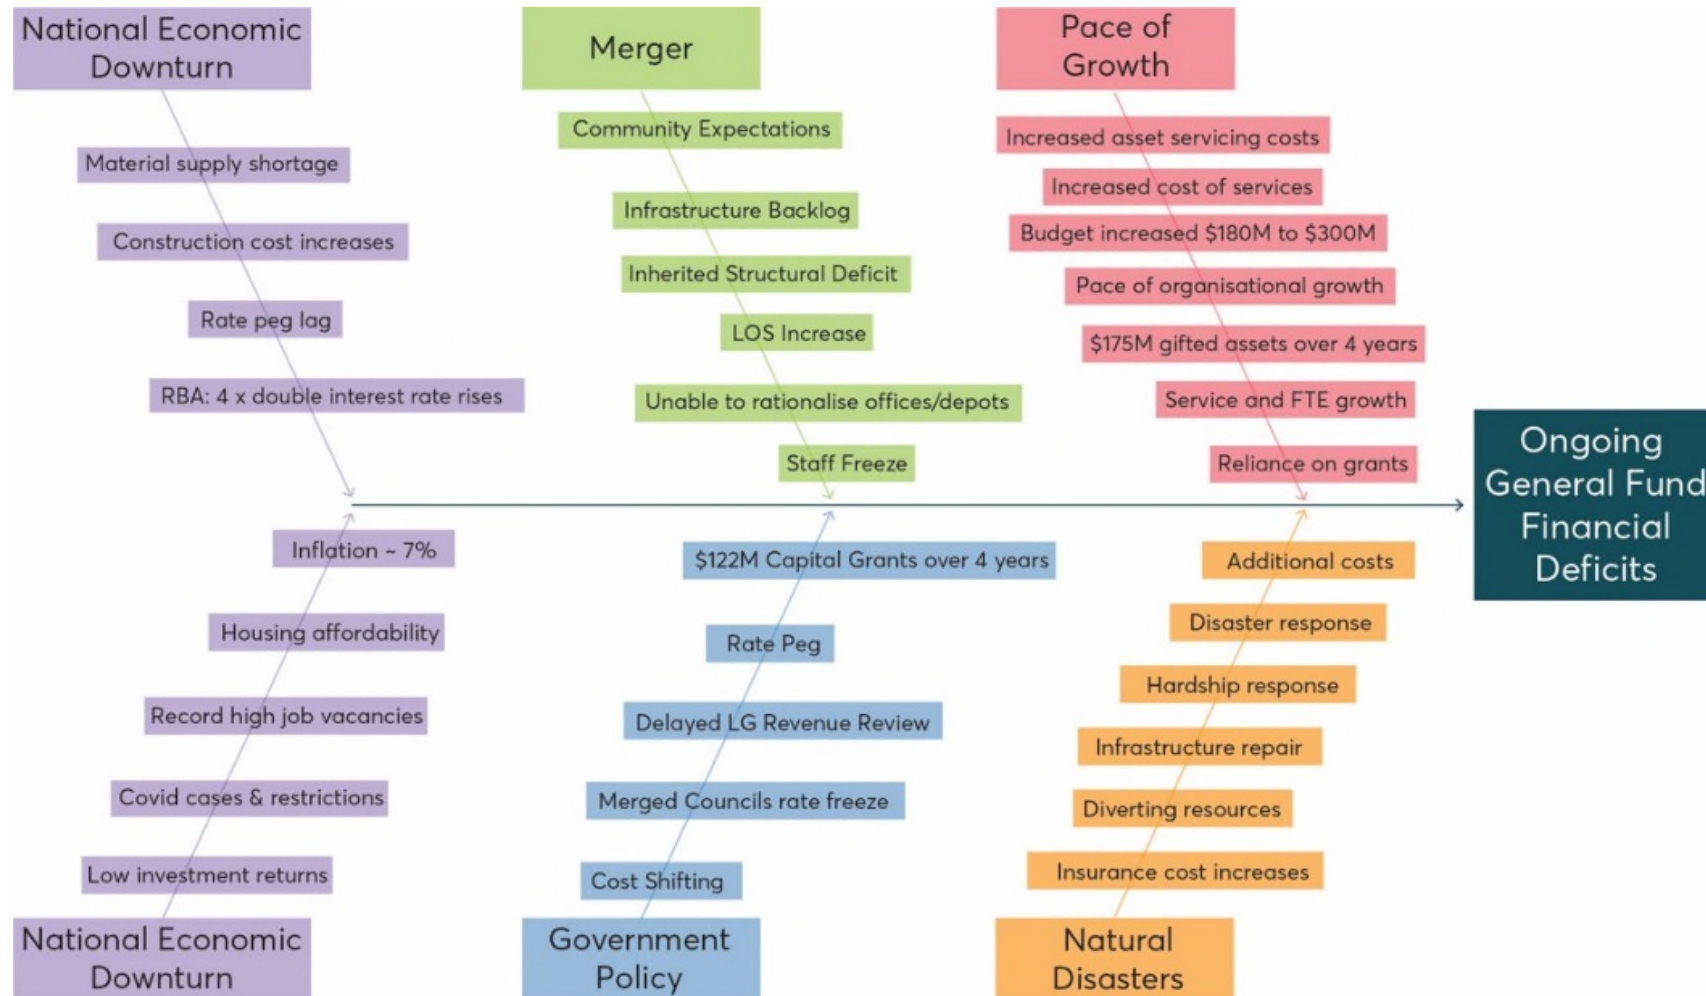 National Economic
Downturn
Material supply shortage
Construction cost increases
Rate peg lag
RBA: 4 x double interest rate rises
Merger
Community Expectations
Infrastructure Backlog
Inherited Structural Deficit
LOS Increase
Unable to rationalise offices/depots
Staff Freeze
Pace of
Growth
Increased asset servicing costs
Increased cost of services
Budget increased $180M to $300M
Pace of organisational growth
$175M gifted assets over 4 years
Service and FTE growth
Reliance on grants
Ongoing
General Fund
Financial
Deficits
Inflation ~ 7%
Housing affordability
Record high job vacancies
Covid cases & restrictions
Low investment returns
National Economic
Downturn
$122M Capital Grants over 4 years
Rate Peg
Delayed LG Revenue Review
Merged Councils rate freeze
Cost Shifting
Government
Policy
Additional costs
Disaster response
Hardship response
Infrastructure repair
Diverting resources
Insurance cost increases
Natural
Disasters